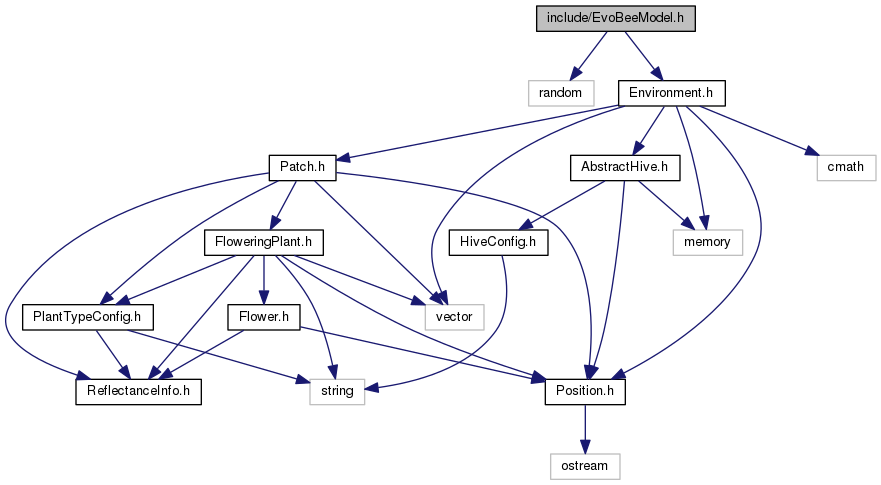 include/EvoBeeModel.h
random
Environment.h
Patch.h
AbstractHive.h
cmath
FloweringPlant.h
HiveConfig.h
memory
PlantTypeConfig.h
Flower.h
vector
ReflectanceInfo.h
string
Position.h
ostream